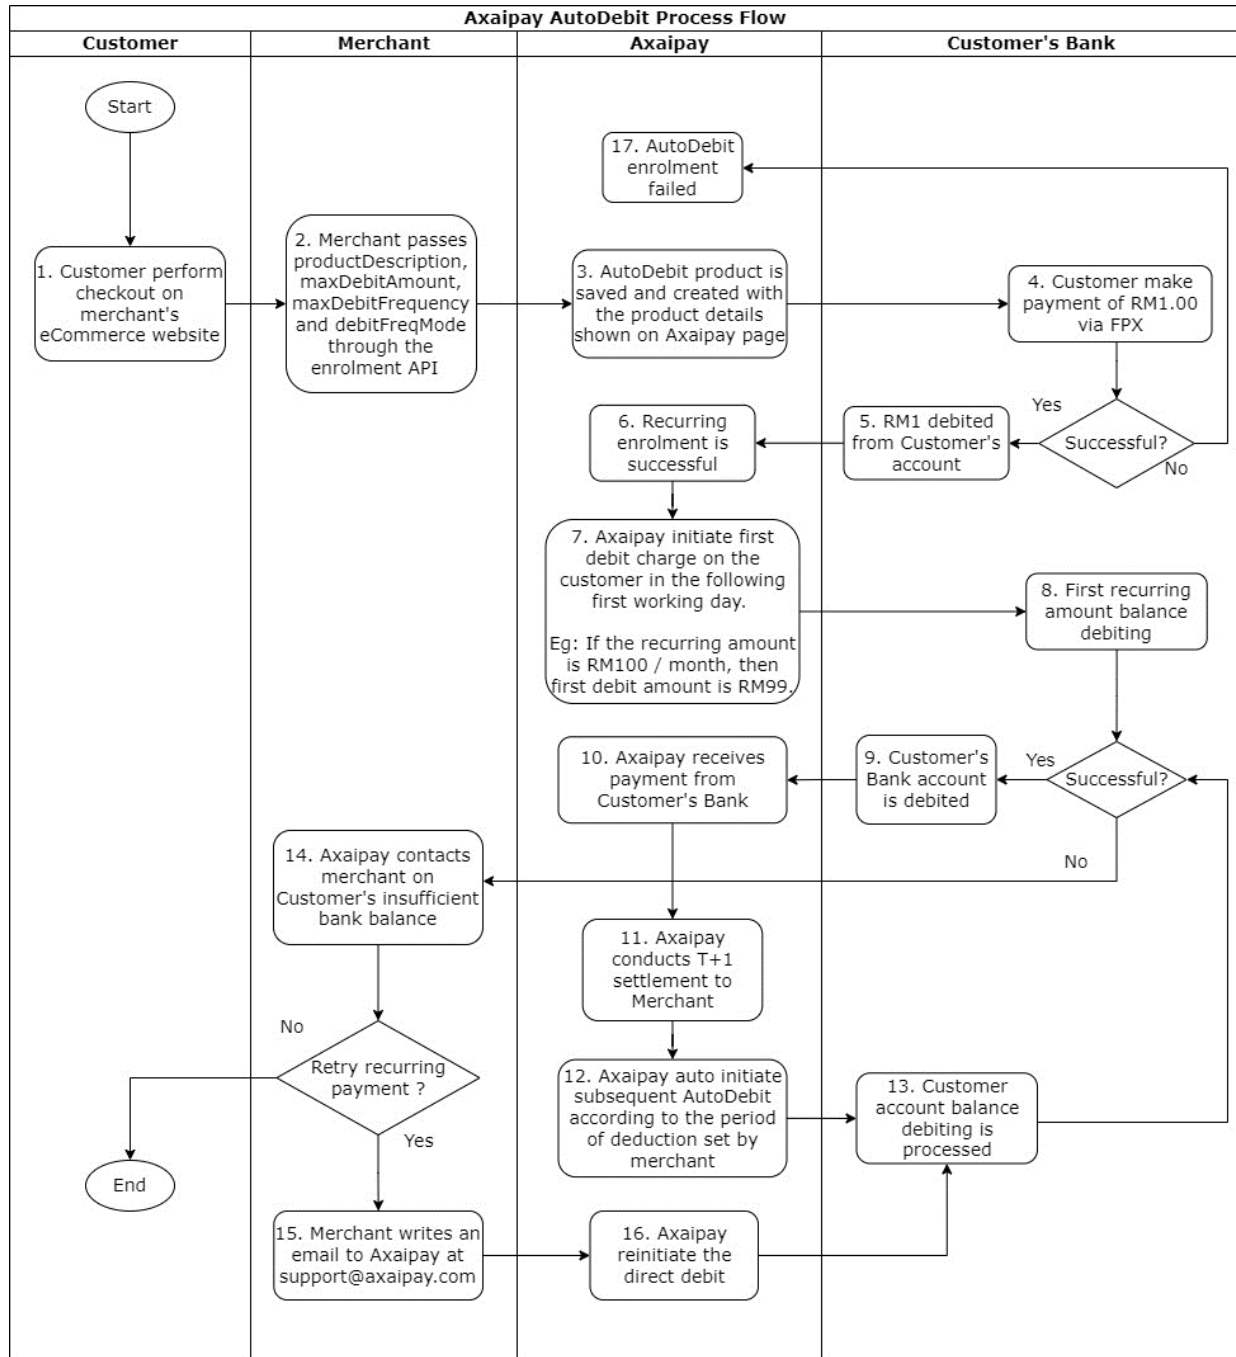 Axaipay AutoDebit Process Flow
Customer
Merchant
Axaipay
Customer's Bank
Start
17. AutoDebit
enrolment
failed
1. Customer perform
checkout on
merchant's
eCommerce website
2. Merchant passes
productDescription,
maxDebitAmount,
maxDebitFrequency
and debitFreqMode
through the
enrolment API
3. AutoDebit product is
saved and created with
the product details
shown on Axaipay page
4. Customer make
payment of RM1.00
via FPX
Yes
Successful?
No
5. RM1 debited
from Customer's
account
6. Recurring
enrolment is
successful
7. Axaipay initiate first
debit charge on the
customer in the following
first working day.
Eg: If the recurring amount
is RM100 / month, then
first debit amount is RM99.
8. First recurring
amount balance
debiting
Yes
Successful?
No
9. Customer's
Bank account
is debited
10. Axaipay receives
payment from
Customer's Bank
14. Axaipay contacts
merchant on
Customer's insufficient
bank balance
11. Axaipay
conducts T+1
settlement to
Merchant
No
Retry recurring
payment ?
Yes
12. Axaipay auto initiate
subsequent AutoDebit
according to the period
of deduction set by
merchant
13. Customer
account balance
debiting is
processed
End
15. Merchant writes an
email to Axaipay at
support@axaipay.com
16. Axaipay
reinitiate the
direct debit